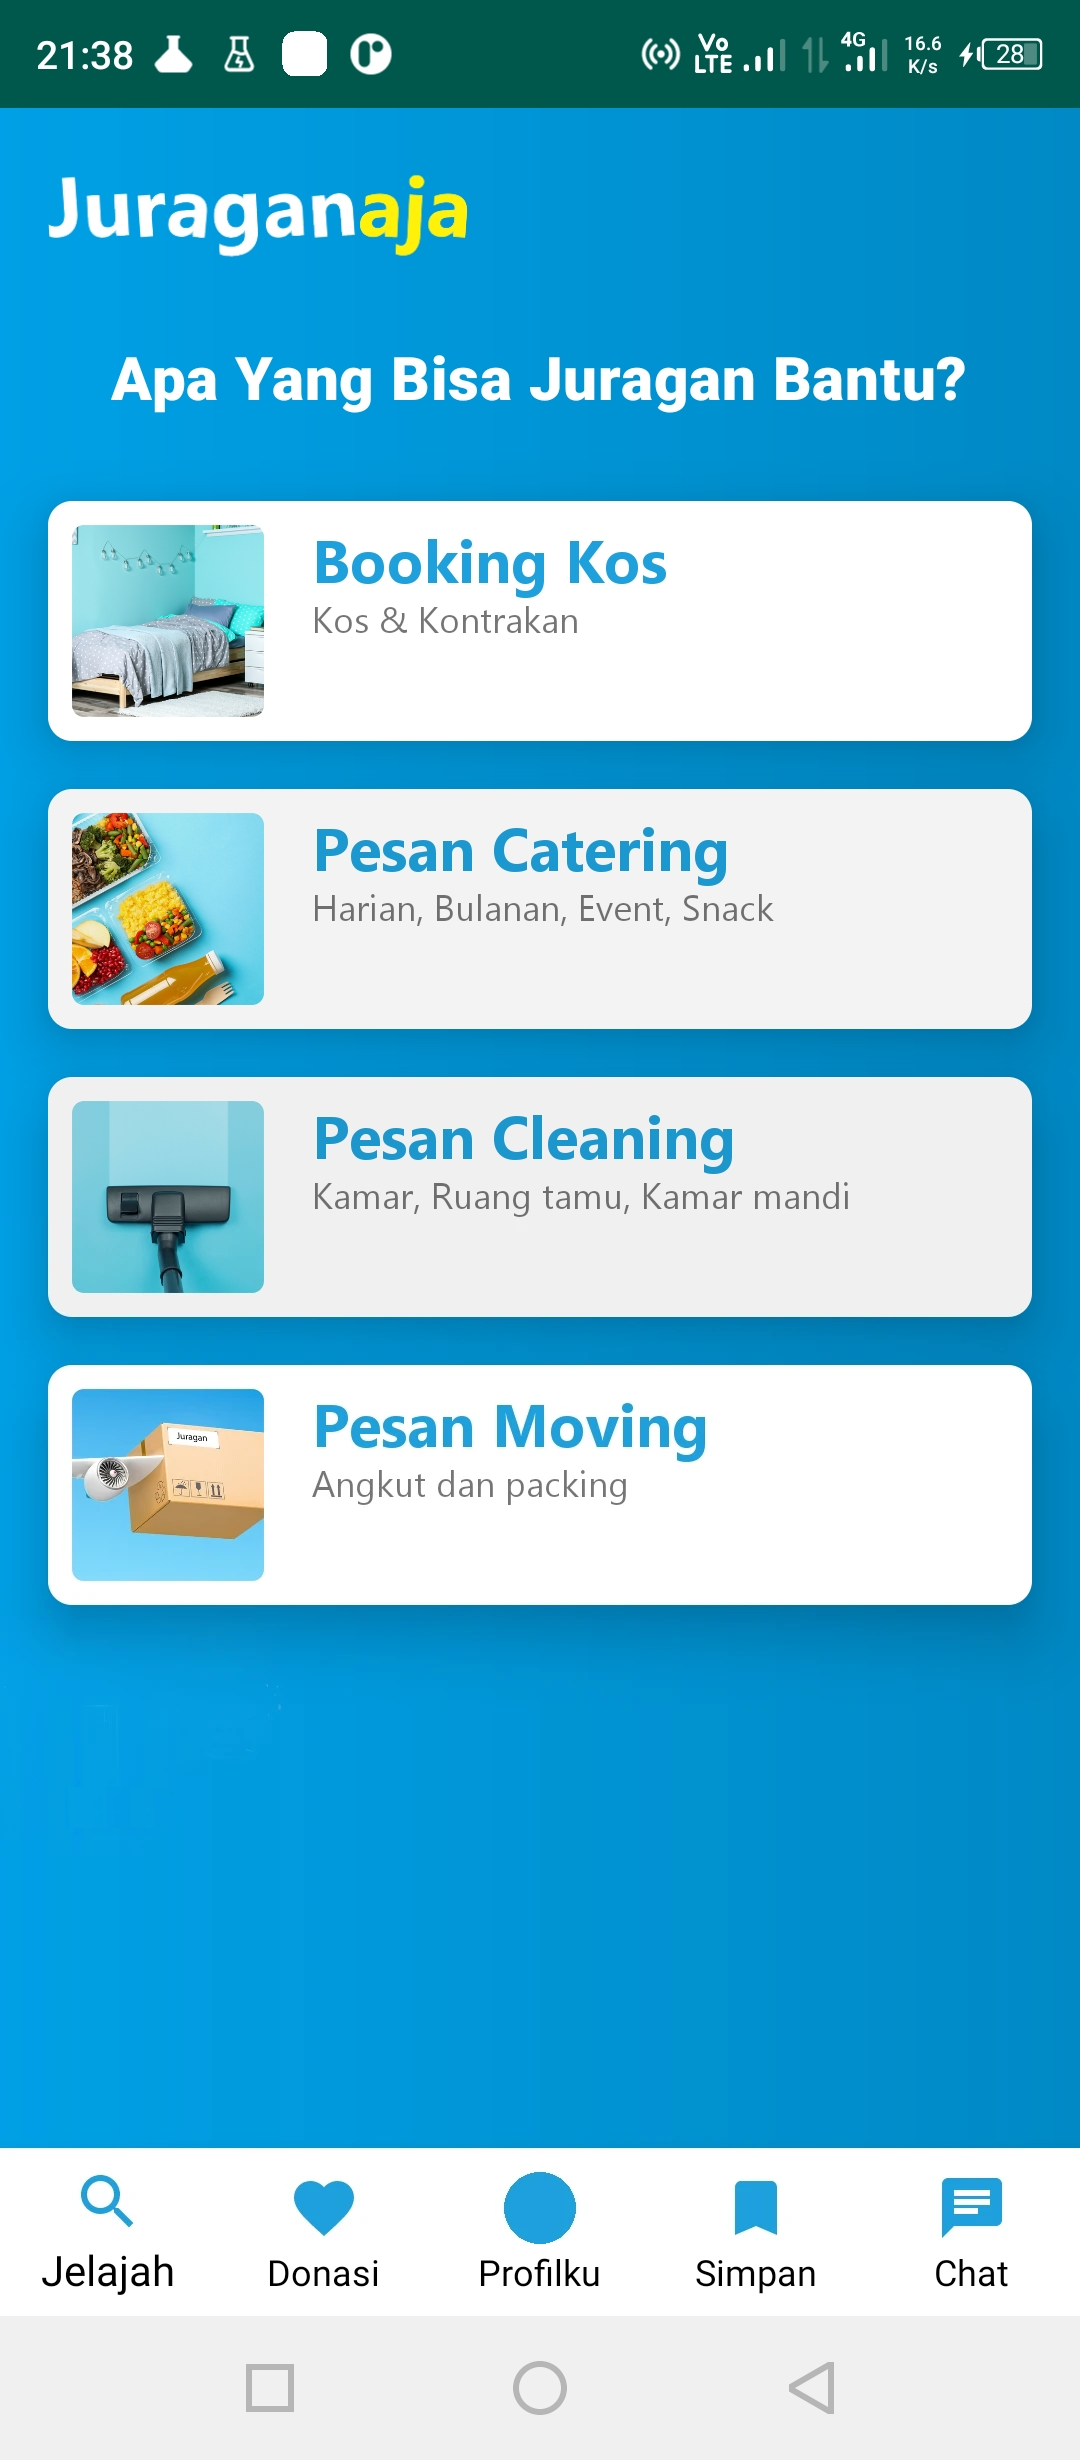 21:38
Vo LTE 4G 16.6 K/s 28
Juraganaja
Apa Yang Bisa Juragan Bantu?
Booking Kos
Kos & Kontrakan
Pesan Catering
Harian, Bulanan, Event, Snack
Pesan Cleaning
Kamar, Ruang tamu, Kamar mandi
Juragan
Pesan Moving
Angkut dan packing
Jelajah Donasi Profilku Simpan Chat